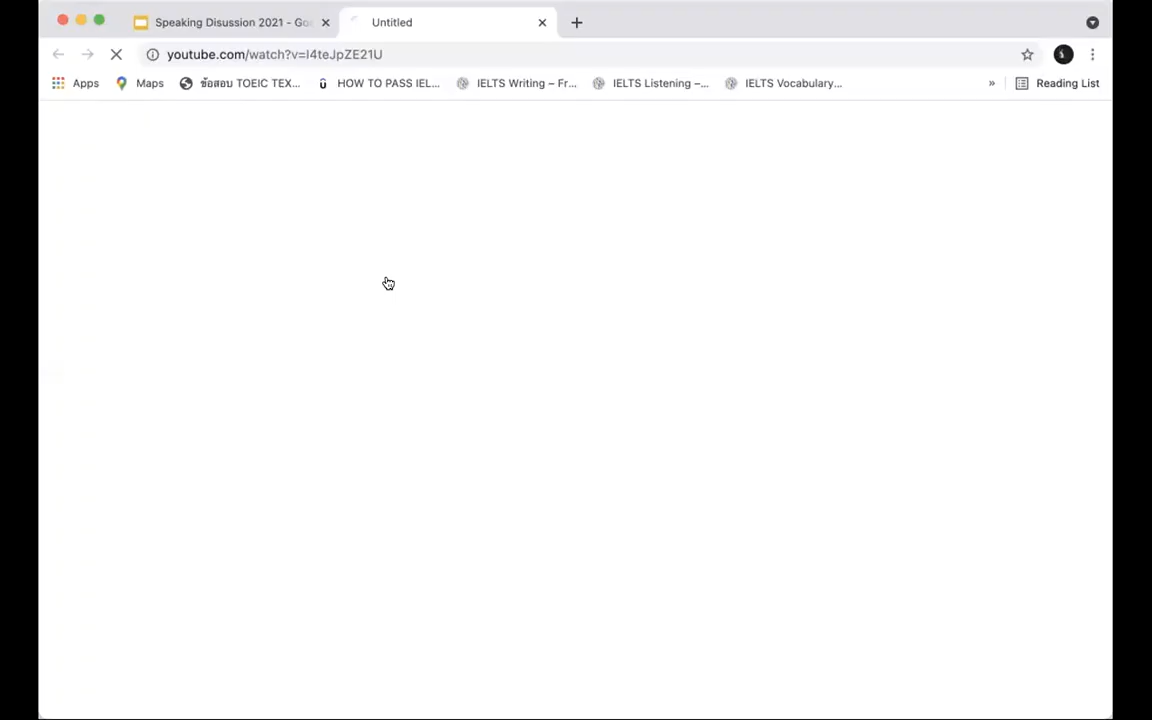 Speaking Disussion 2021 - Goo
Untitled
youtube.com/watch?v=I4teJpZE21U
Apps
Maps
ข้อสอบ TOEIC TEX...
HOW TO PASS IEL...
IELTS Writing – Fr...
IELTS Listening –...
IELTS Vocabulary...
»
Reading List